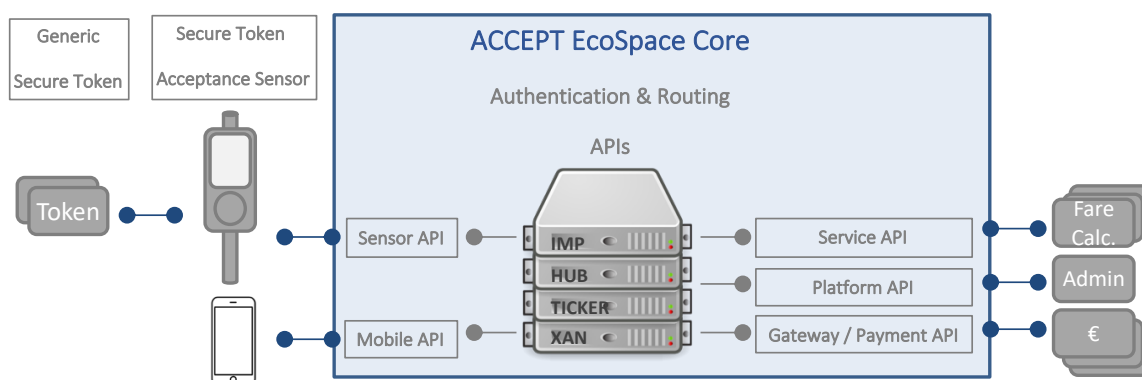 Generic
Secure Token
Secure Token
Acceptance Sensor
ACCEPT EcoSpace Core
Authentication & Routing
APIs
Token
Sensor API
Mobile API
IMP
HUB
TICKER
XAN
Service API
Platform API
Gateway / Payment API
Fare
Calc.
Admin
€